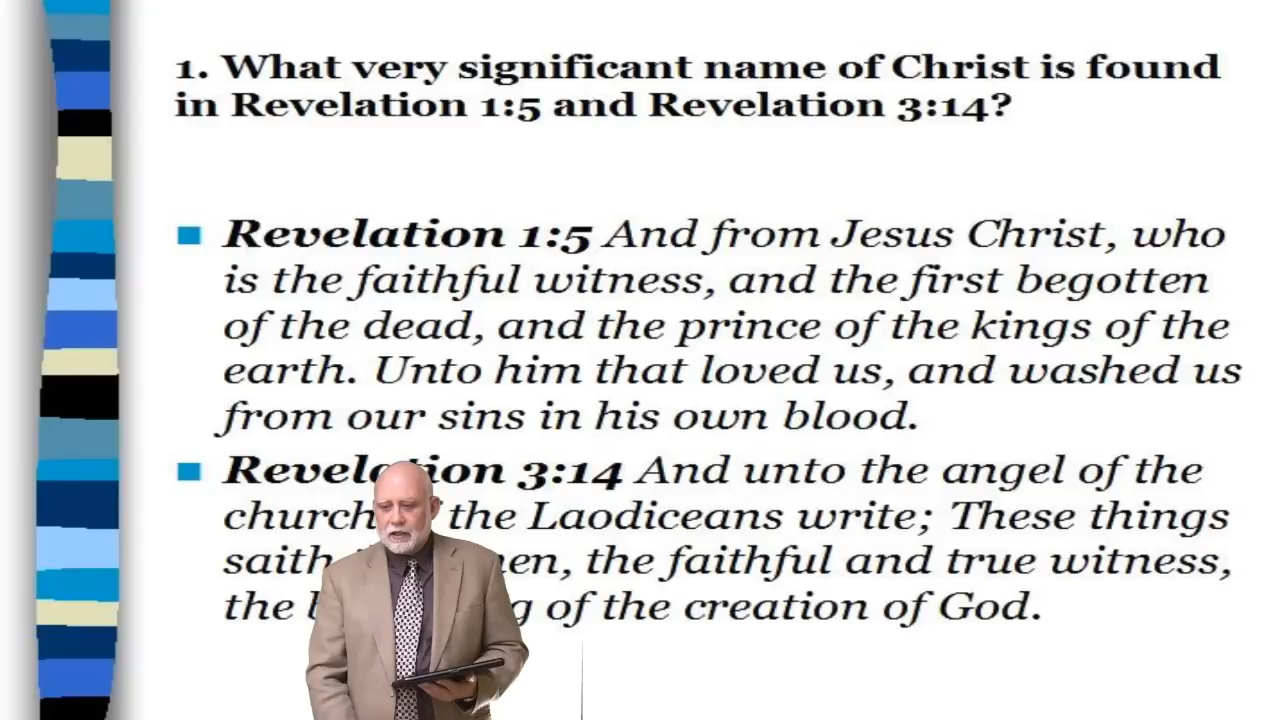 1. What very significant name of Christ is found
in Revelation 1:5 and Revelation 3:14?
Revelation 1:5 And from Jesus Christ, who
is the faithful witness, and the first begotten
of the dead, and the prince of the kings of the
earth. Unto him that loved us, and washed us
from our sins in his own blood.
Revelation 3:14 And unto the angel of the
church the Laodiceans write; These things
saith the faithful and true witness,
the of the creation of God.